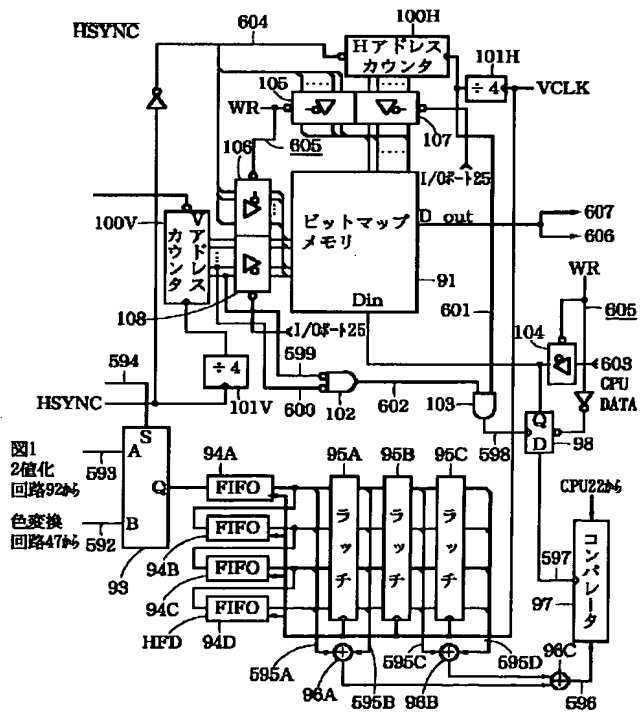 HSYNC
604
100H
Hアドレス
カウンタ
101H
÷4
VCLK
105
WR
107
605
106
I/Oポート25
100V
Vアドレス
カウンタ
ビットマップ
メモリ
D out
607
606
91
WR
Din
601
108
I/Oポート25
104
605
603
CPU
DATA
594
÷4
599
600
102
602
103
HSYNC
101V
598
Q
D
98
S
図1
2値化
回路92から
593
A
94A
95A
95B
95C
Q
FIFO
CPU22から
色変換
回路47から
592
B
FIFO
ラッチ
ラッチ
ラッチ
コンパレータ
597
93
94B
FIFO
97
94C
FIFO
HFD
94D
595A
96A
595B
595C
96B
595D
96C
596